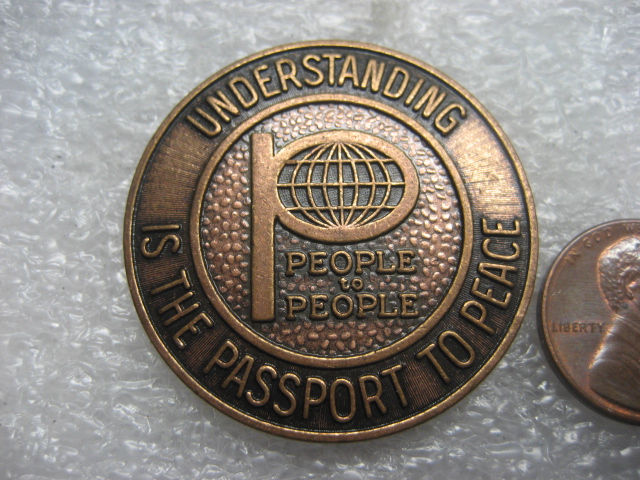 UNDERSTANDING
IS THE PASSPORT TO PEACE
PEOPLE
to
PEOPLE
LIBERTY